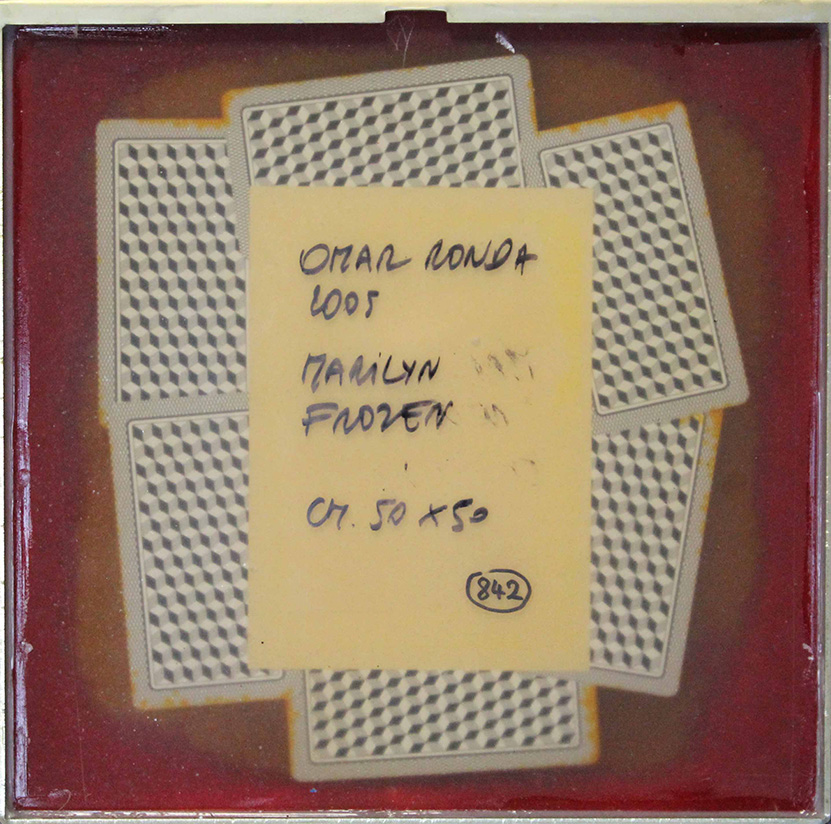 OMAR RONDA
2005
MARILYN
FROZEN
CM. 50 x 50
842